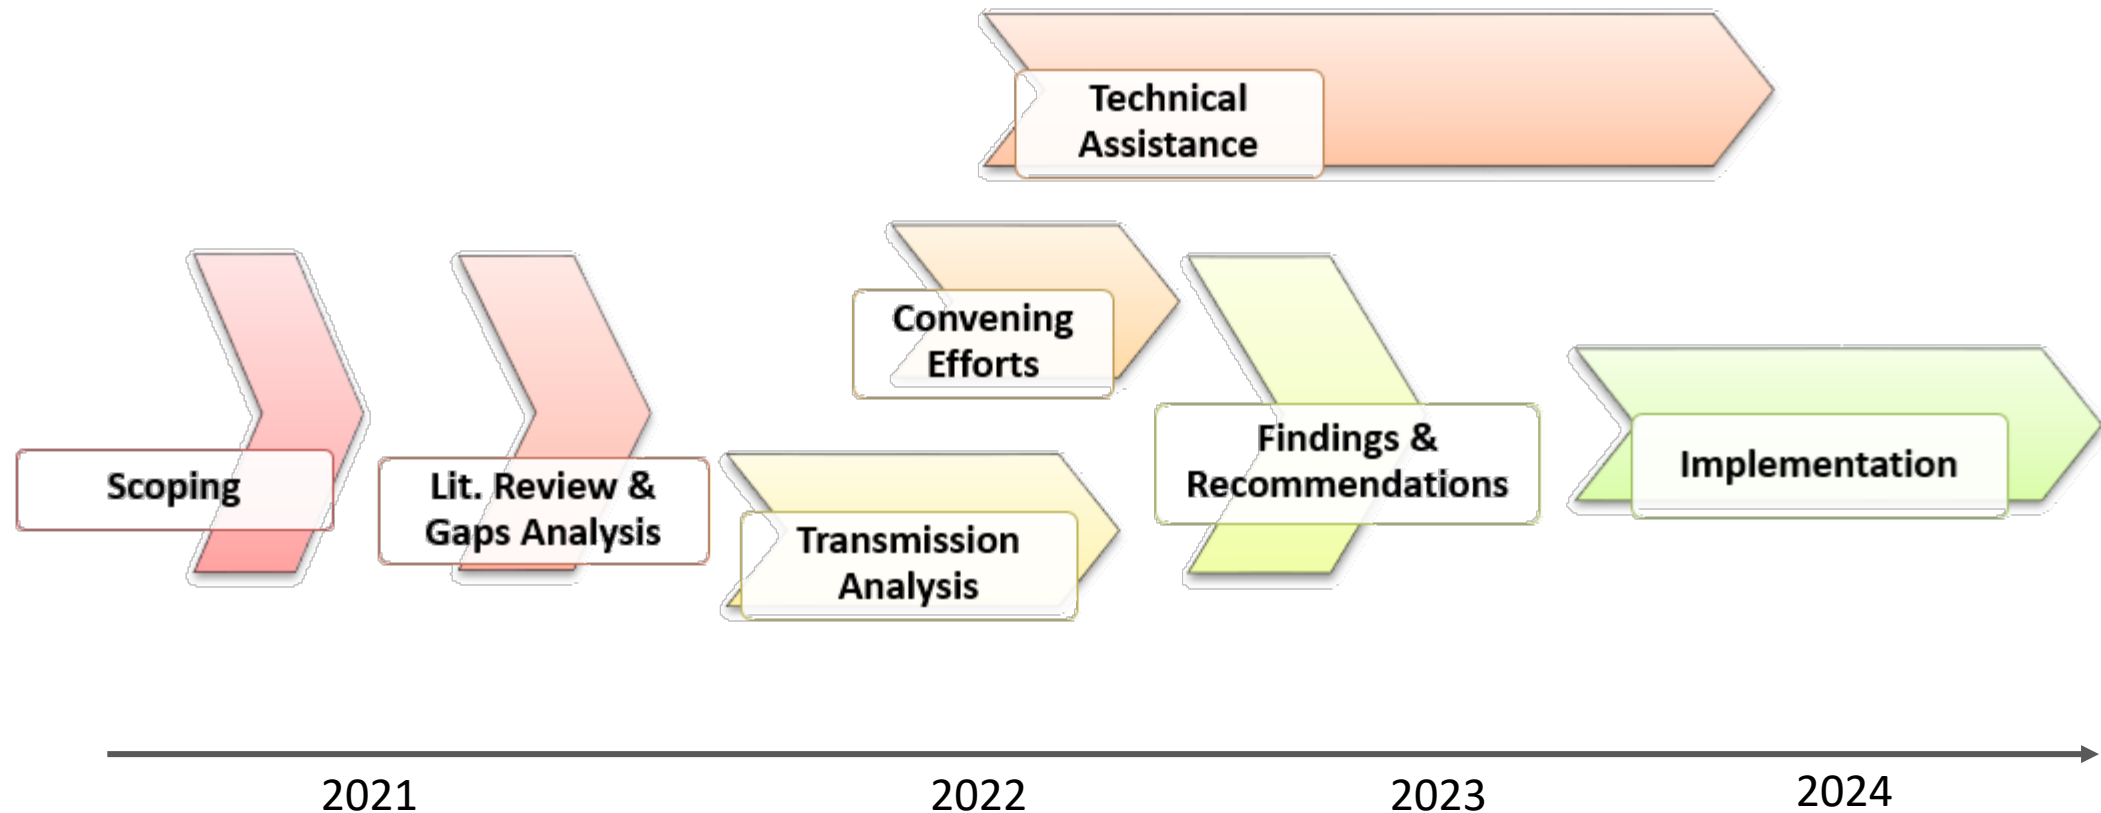 Technical
Assistance
Convening
Efforts
Scoping
Lit. Review &
Gaps Analysis
Transmission
Analysis
Findings &
Recommendations
Implementation
2021
2022
2023
2024